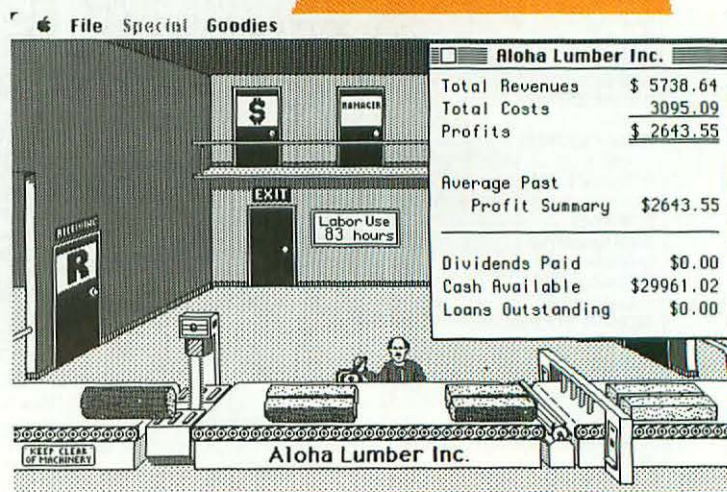 File Special Goodies
Aloha Lumber Inc.
Total Revenues $ 5738.64
Total Costs 3095.09
Profits $ 2643.55
Average Past
Profit Summary $2643.55
Dividends Paid $0.00
Cash Available $29961.02
Loans Outstanding $0.00
$
MANAGER
EXIT
Labor Use
83 hours
RECEIVING
R
KEEP CLEAR
OF MACHINERY
Aloha Lumber Inc.